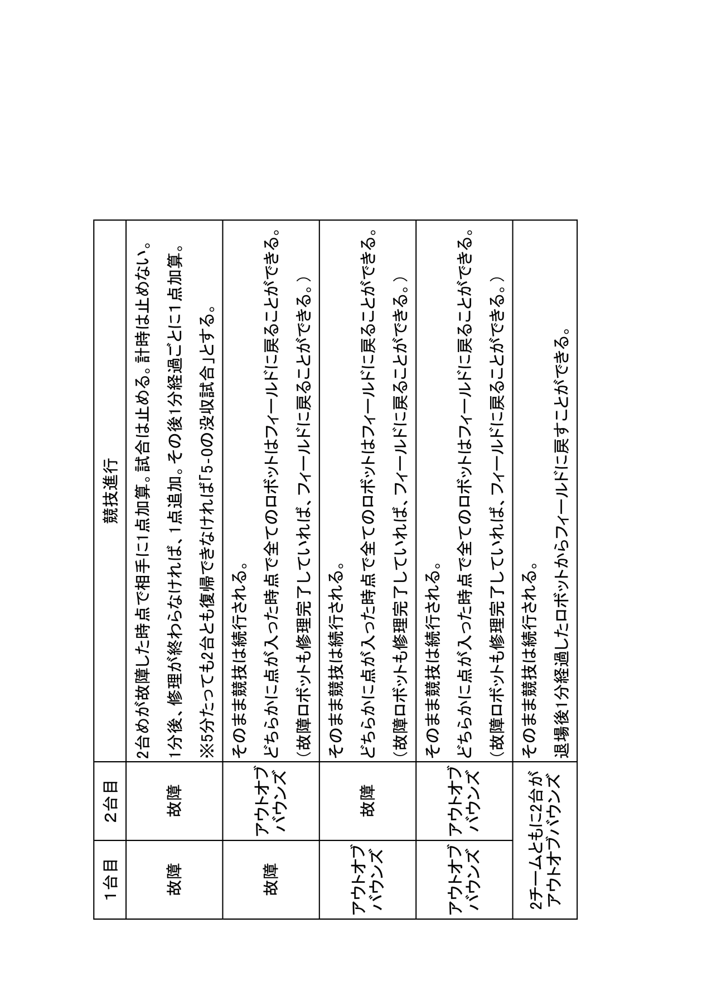 １台目 ２台目 競技進行
故障 故障 2台めが故障した時点で相手に1点加算。試合は止める。計時は止めない。
1分後、修理が終わらなければ、1点追加。その後1分経過ごとに1点加算。
※5分たっても2台とも復帰できなければ「5-0の没収試合」とする。
故障 アウトオブ
バウンズ
そのまま競技は続行される。
どちらかに点が入った時点で全てのロボットはフィールドに戻ることができる。
（故障ロボットも修理完了していれば、フィールドに戻ることができる。）
アウトオブ
バウンズ
故障
そのまま競技は続行される。
どちらかに点が入った時点で全てのロボットはフィールドに戻ることができる。
（故障ロボットも修理完了していれば、フィールドに戻ることができる。）
アウトオブ
バウンズ
アウトオブ
バウンズ
そのまま競技は続行される。
どちらかに点が入った時点で全てのロボットはフィールドに戻ることができる。
（故障ロボットも修理完了していれば、フィールドに戻ることができる。）
2チームともに2台が
アウトオブバウンズ
そのまま競技は続行される。
退場後1分経過したロボットからフィールドに戻すことができる。